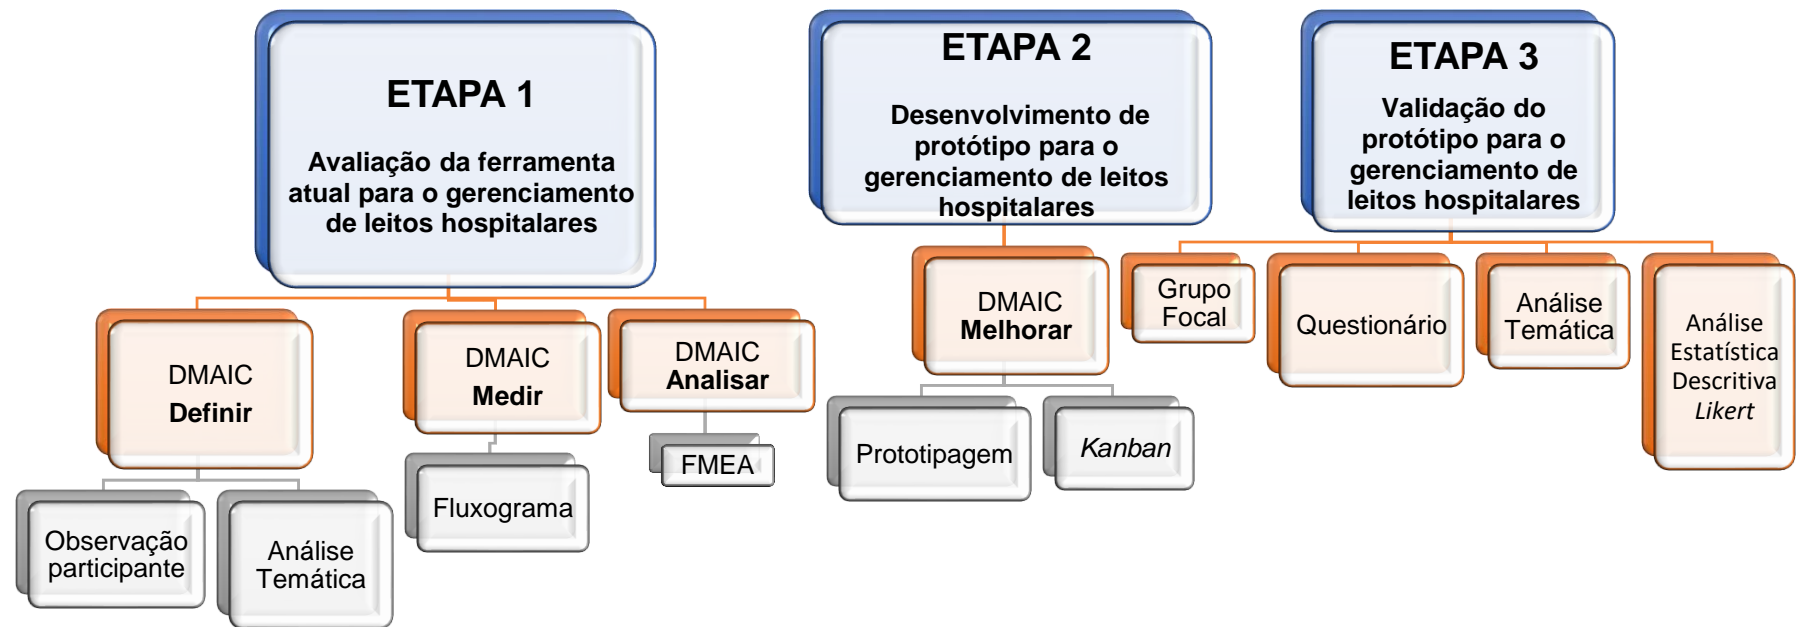 ETAPA 1
Avaliação da ferramenta
atual para o gerenciamento
de leitos hospitalares
DMAIC
Definir
Observação
participante
Análise
Temática
DMAIC
Medir
Fluxograma
DMAIC
Analisar
FMEA
ETAPA 2
Desenvolvimento de
protótipo para o
gerenciamento de leitos
hospitalares
DMAIC
Melhorar
Prototipagem
Kanban
ETAPA 3
Validação do
protótipo para o
gerenciamento de
leitos hospitalares
Grupo
Focal
Questionário
Análise
Temática
Análise
Estatística
Descritiva
Likert